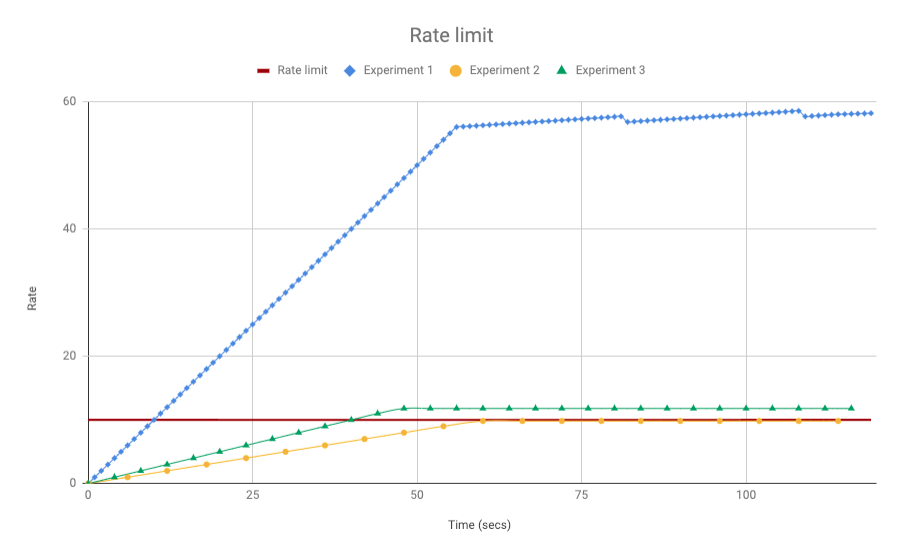 Rate limit
Rate limit Experiment 1 Experiment 2 Experiment 3
60
40
20
0
Rate
0 25 50 75 100
Time (secs)